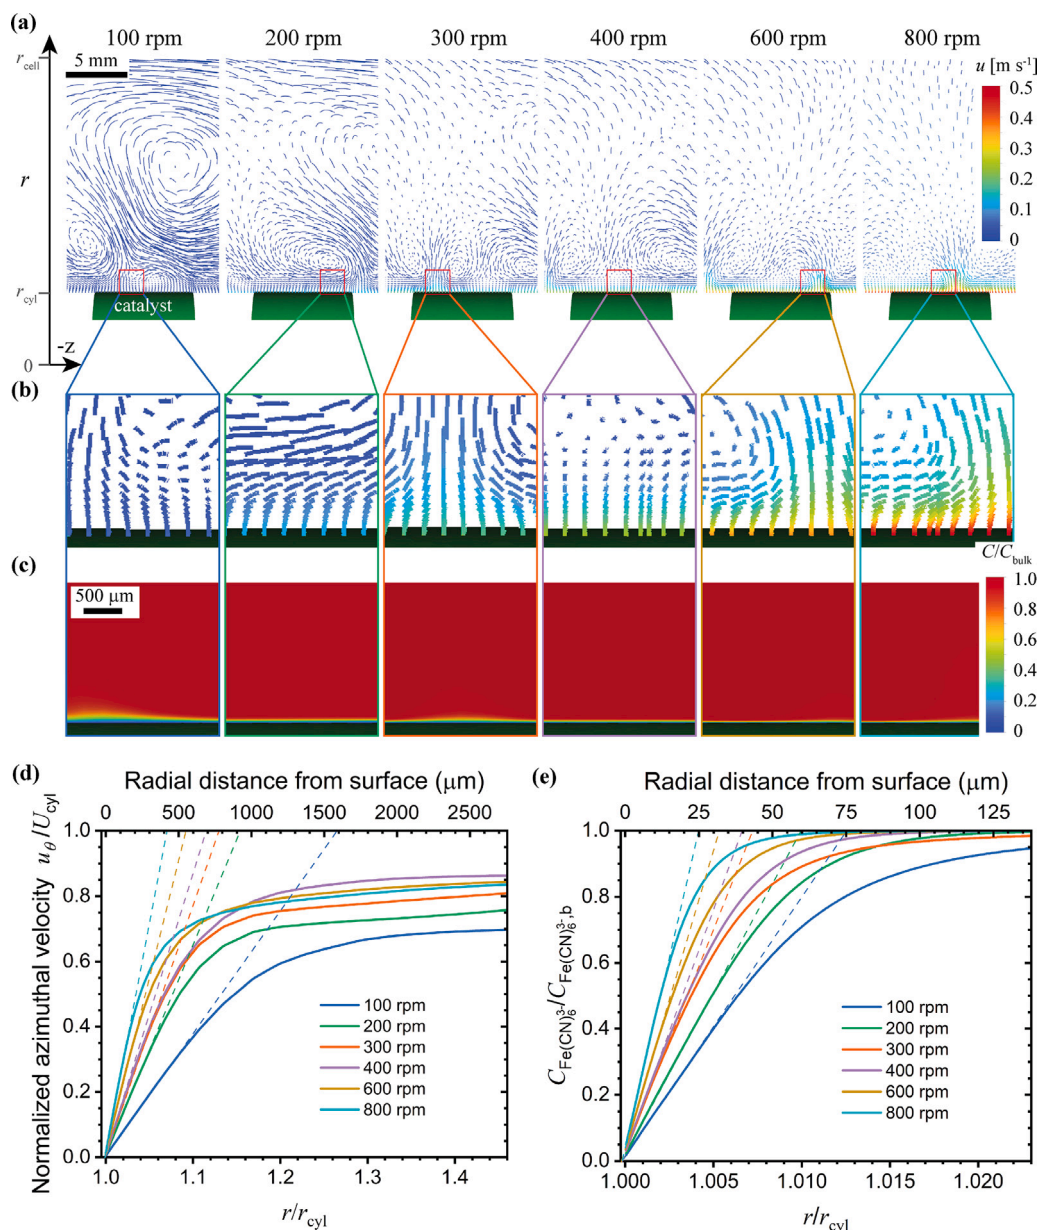 (a)
100 rpm 200 rpm 300 rpm 400 rpm 600 rpm 800 rpm
r_cell
5 mm
u [m s⁻¹]
0.5
0.4
0.3
0.2
0.1
0
r
r_cyl
catalyst
-z
0
(b)
(c)
C/C_bulk
500 μm
1.0
0.8
0.6
0.4
0.2
0
(d)
Radial distance from surface (μm)
0 500 1000 1500 2000 2500
Normalized azimuthal velocity u_θ/U_cyl
1.0
0.8
0.6
0.4
0.2
0.0
100 rpm
200 rpm
300 rpm
400 rpm
600 rpm
800 rpm
1.0 1.1 1.2 1.3 1.4
r/r_cyl
(e)
Radial distance from surface (μm)
0 25 50 75 100 125
C_Fe(CN)₆³⁻/C_Fe(CN)₆³⁻,b
1.0
0.8
0.6
0.4
0.2
0.0
100 rpm
200 rpm
300 rpm
400 rpm
600 rpm
800 rpm
1.000 1.005 1.010 1.015 1.020
r/r_cyl